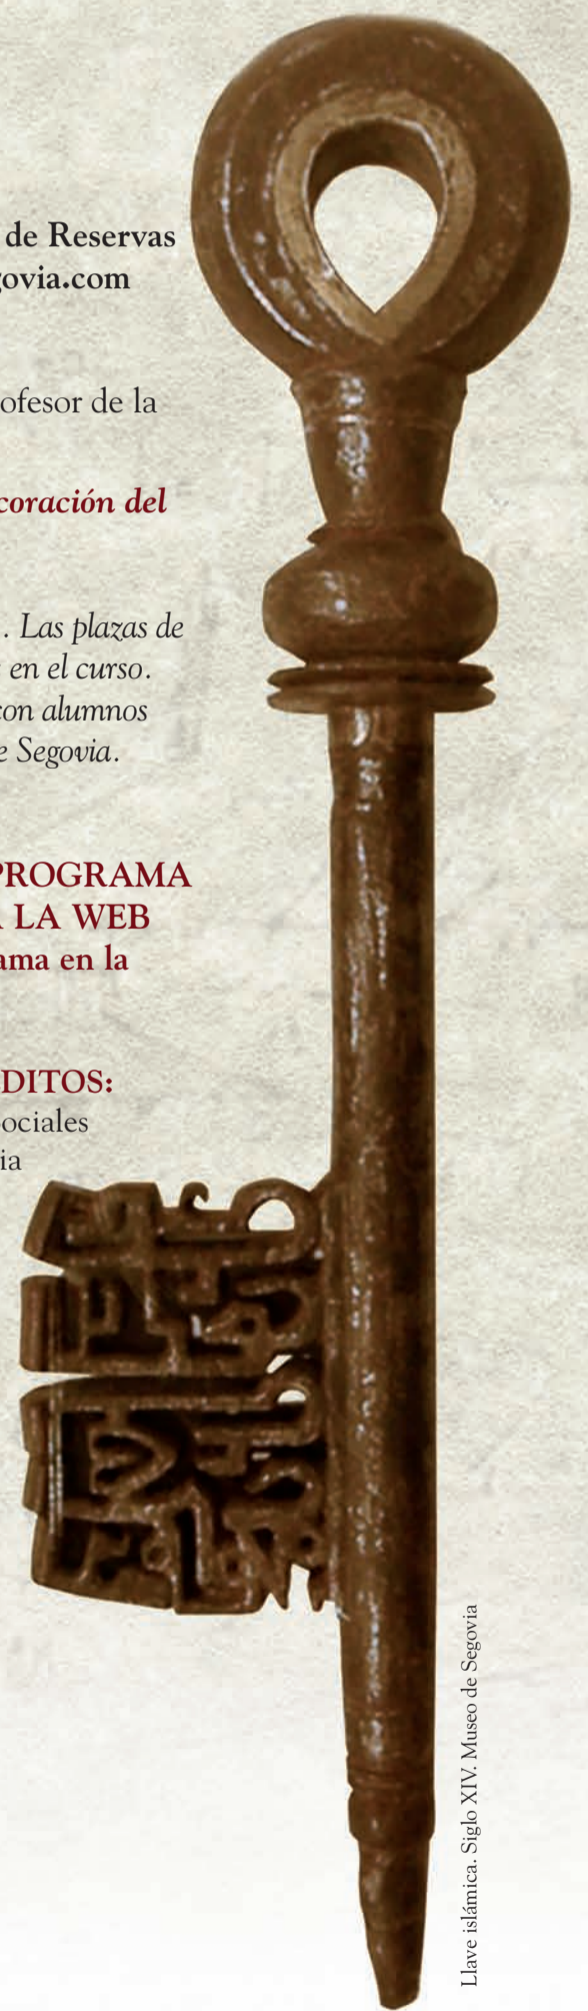 de Reservas
govia.com
ofesor de la
coración del
. Las plazas de
en el curso.
con alumnos
e Segovia.
PROGRAMA
A LA WEB
ama en la
DITOS:
ociales
ia
Llave islámica. Siglo XIV. Museo de Segovia